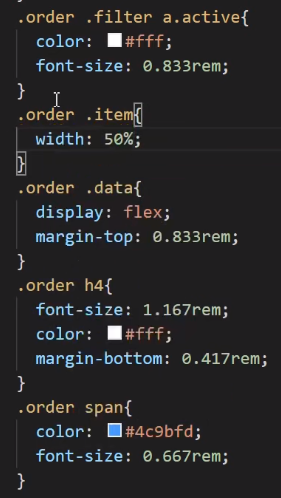 .order .filter a.active{
color: #fff;
font-size: 0.833rem;
}
.order .item{
width: 50%;
}
.order .data{
display: flex;
margin-top: 0.833rem;
}
.order h4{
font-size: 1.167rem;
color: #fff;
margin-bottom: 0.417rem;
}
.order span{
color: #4c9bfd;
font-size: 0.667rem;
}